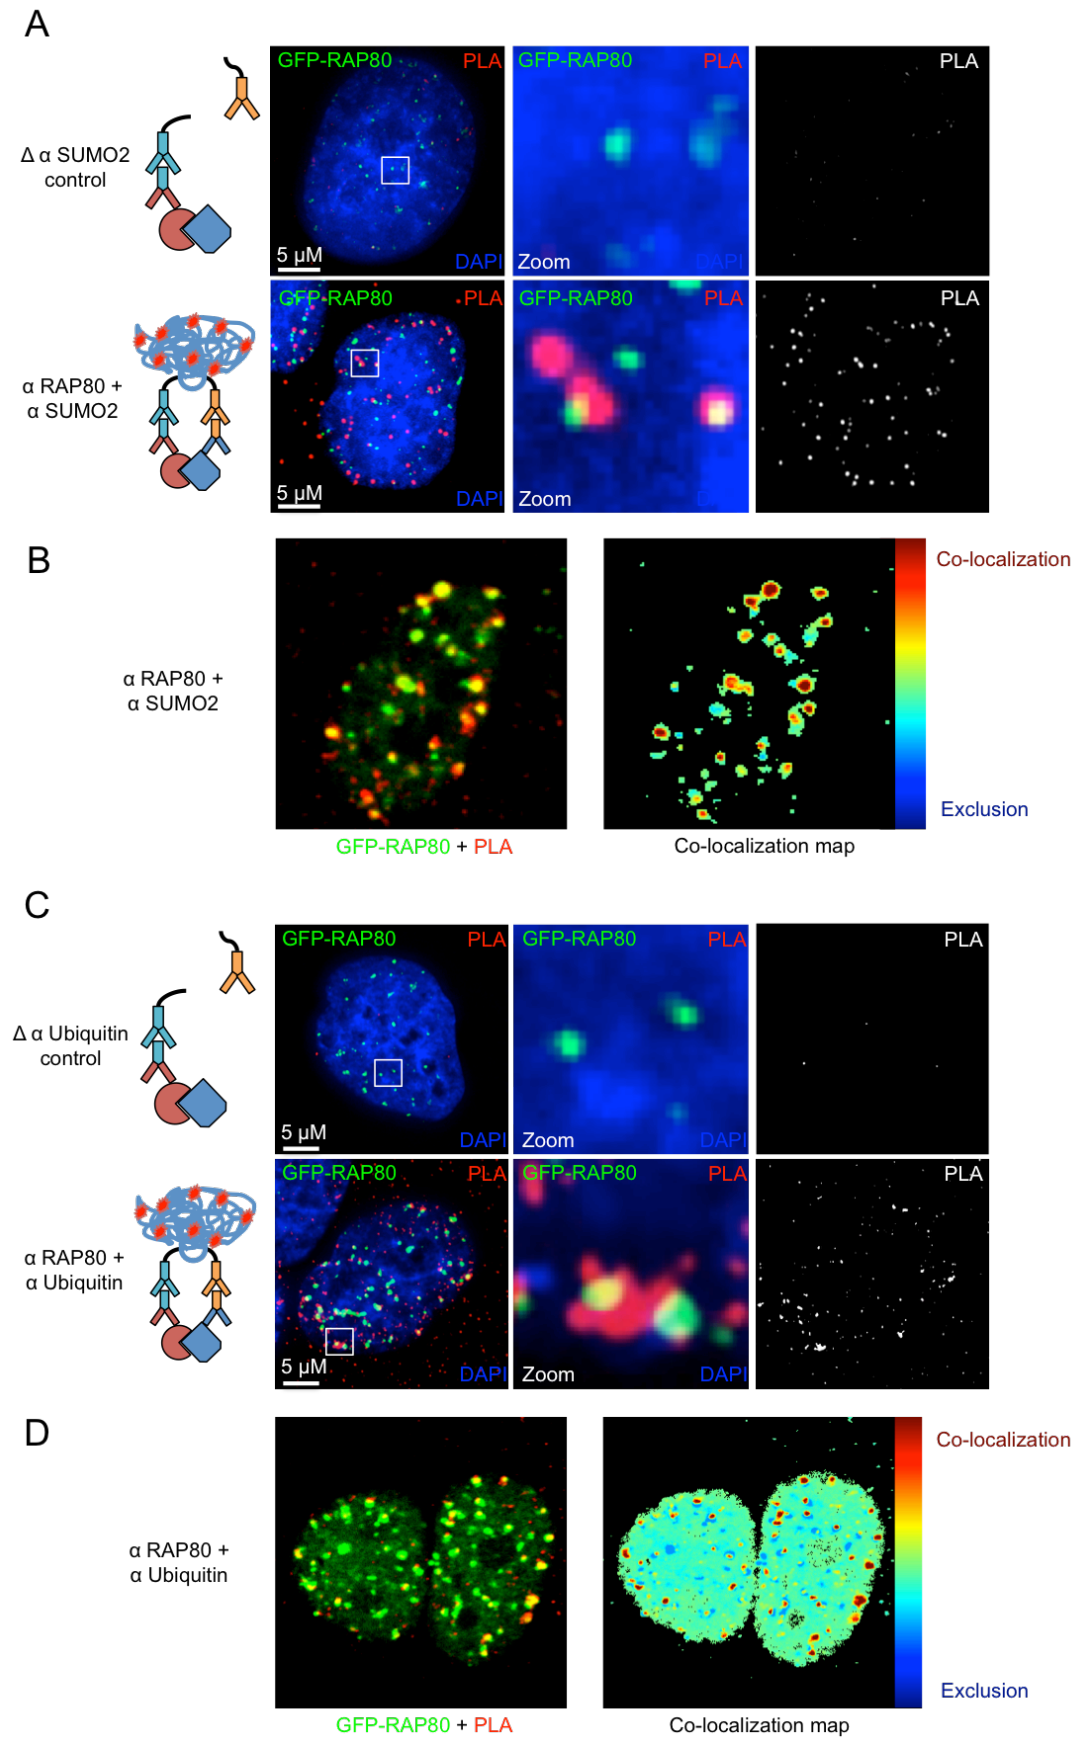 A
GFP-RAP80 PLA
GFP-RAP80 PLA
PLA
Δ α SUMO2
control
5 µM DAPI
Zoom DAPI
GFP-RAP80 PLA
GFP-RAP80 PLA
PLA
α RAP80 +
α SUMO2
5 µM DAPI
Zoom DAPI
B
Co-localization
α RAP80 +
α SUMO2
Exclusion
GFP-RAP80 + PLA
Co-localization map
C
GFP-RAP80 PLA
GFP-RAP80 PLA
PLA
Δ α Ubiquitin
control
5 µM DAPI
Zoom DAPI
GFP-RAP80 PLA
GFP-RAP80 PLA
PLA
α RAP80 +
α Ubiquitin
5 µM DAPI
Zoom DAPI
D
Co-localization
α RAP80 +
α Ubiquitin
Exclusion
GFP-RAP80 + PLA
Co-localization map